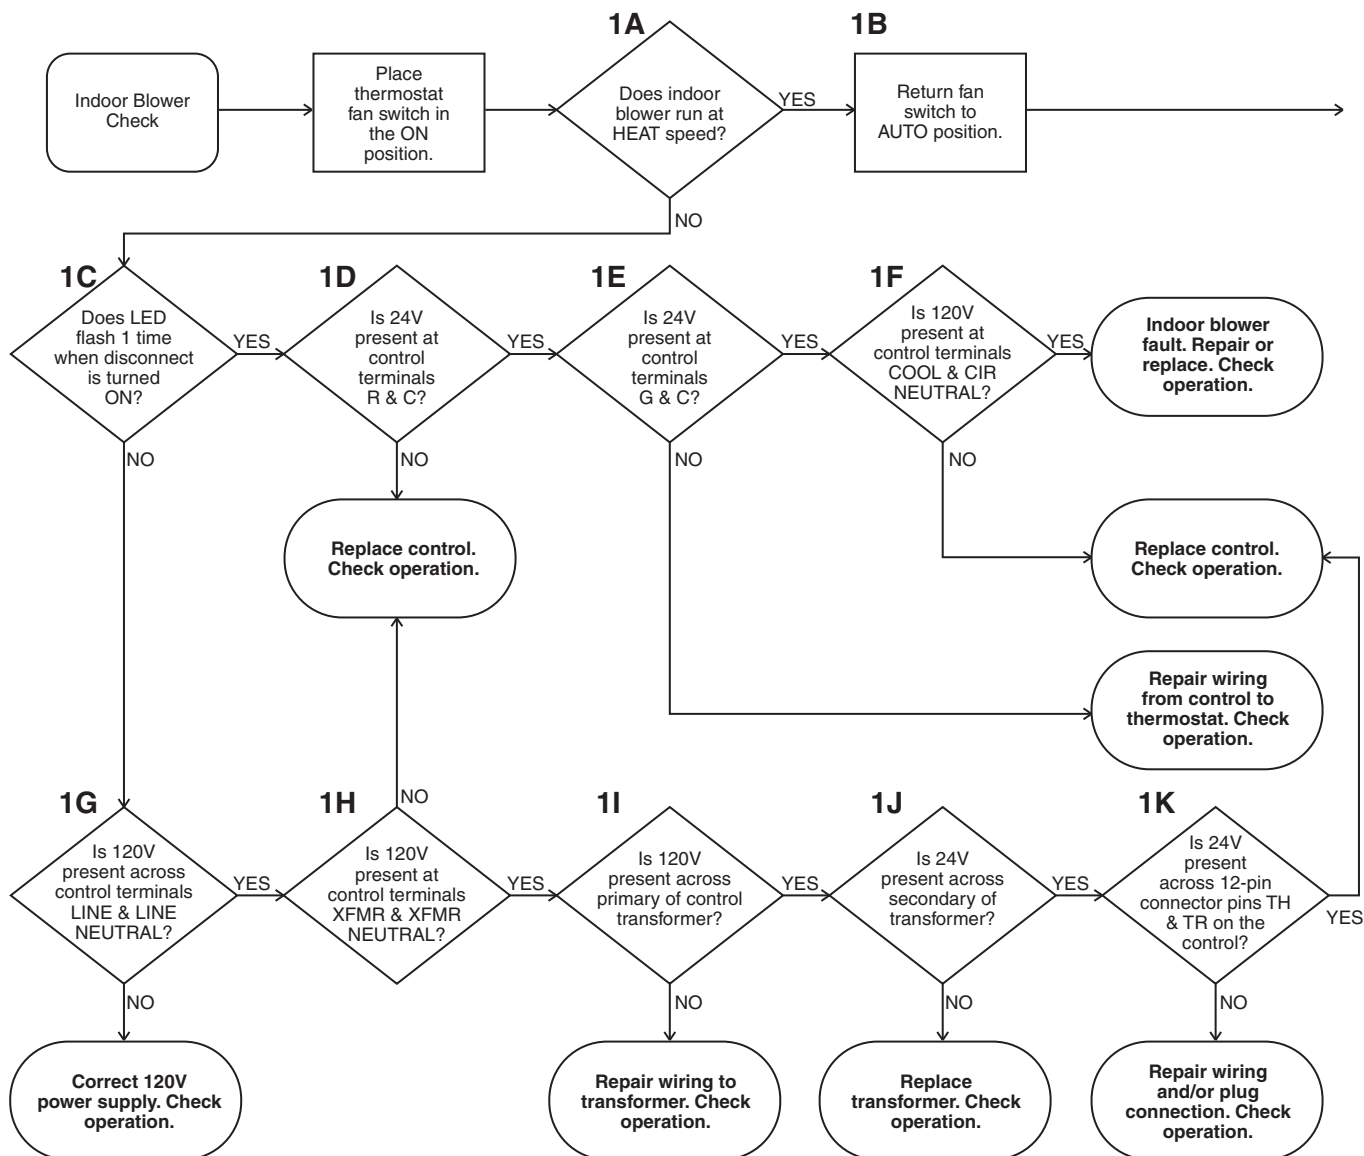 Indoor Blower
Check
Place
thermostat
fan switch in
the ON
position.
1A
Does indoor
blower run at
HEAT speed?
YES
NO
1B
Return fan
switch to
AUTO position.
1C
Does LED
flash 1 time
when disconnect
is turned
ON?
YES
NO
1D
Is 24V
present at
control
terminals
R & C?
YES
NO
1E
Is 24V
present at
control
terminals
G & C?
YES
NO
1F
Is 120V
present at
control terminals
COOL & CIR
NEUTRAL?
YES
NO
Indoor blower
fault. Repair or
replace. Check
operation.
Replace control.
Check operation.
Replace control.
Check operation.
Repair wiring
from control to
thermostat. Check
operation.
1G
Is 120V
present across
control terminals
LINE & LINE
NEUTRAL?
YES
NO
1H
Is 120V
present at
control terminals
XFMR & XFMR
NEUTRAL?
NO
YES
1I
Is 120V
present across
primary of control
transformer?
YES
NO
1J
Is 24V
present across
secondary of
transformer?
YES
NO
1K
Is 24V
present
across 12-pin
connector pins TH
& TR on the
control?
YES
NO
Correct 120V
power supply. Check
operation.
Repair wiring to
transformer. Check
operation.
Replace
transformer. Check
operation.
Repair wiring
and/or plug
connection. Check
operation.